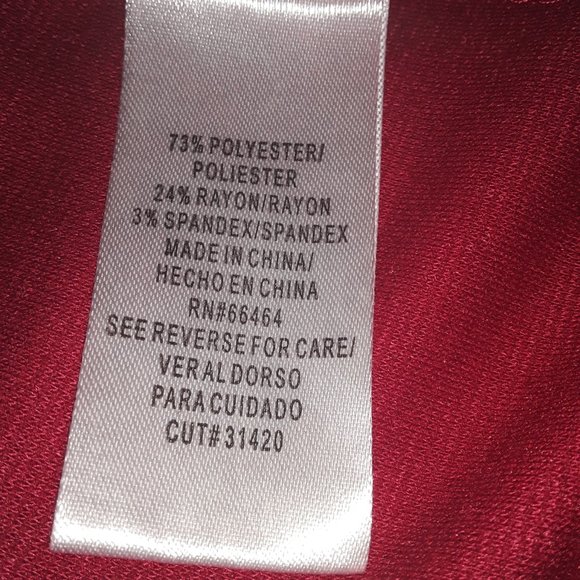 73% POLYESTER/
POLIESTER
24% RAYON/RAYON
3% SPANDEX/SPANDEX
MADE IN CHINA/
HECHO EN CHINA
RN#66464
SEE REVERSE FOR CARE/
VER AL DORSO
PARA CUIDADO
CUT# 31420